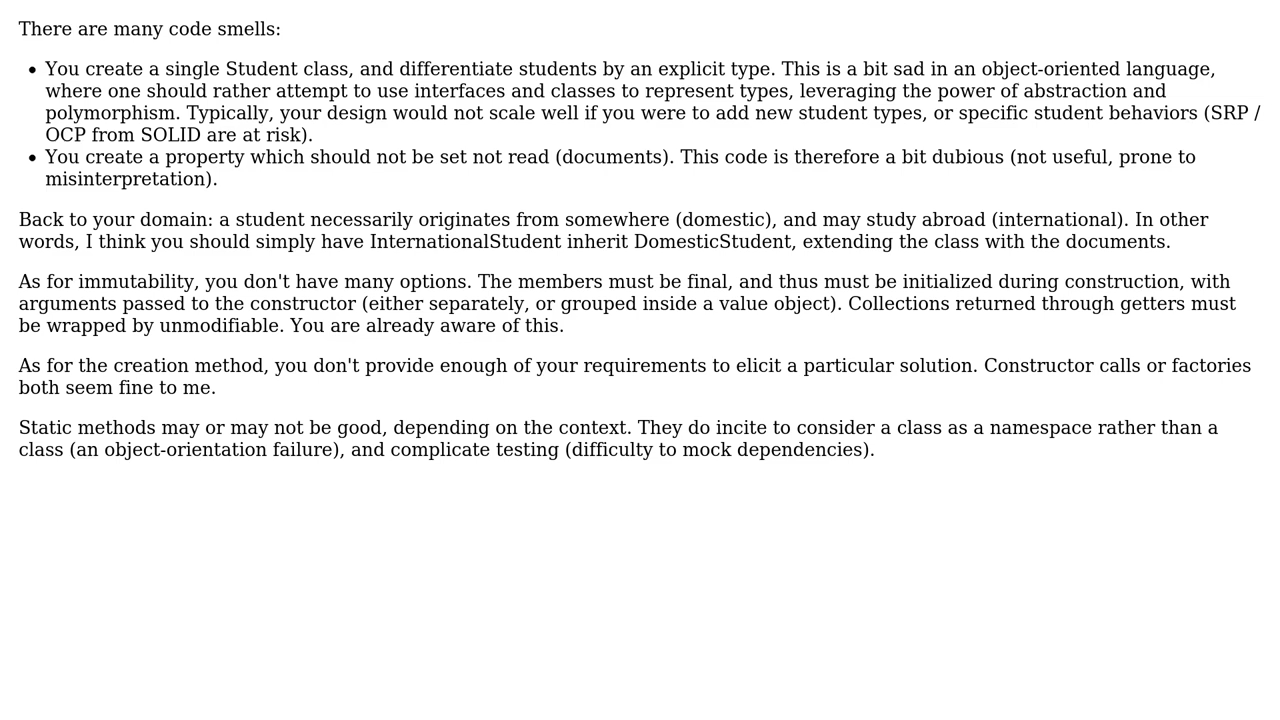 There are many code smells:
You create a single Student class, and differentiate students by an explicit type. This is a bit sad in an object-oriented language,
where one should rather attempt to use interfaces and classes to represent types, leveraging the power of abstraction and
polymorphism. Typically, your design would not scale well if you were to add new student types, or specific student behaviors (SRP /
OCP from SOLID are at risk).
You create a property which should not be set not read (documents). This code is therefore a bit dubious (not useful, prone to
misinterpretation).
Back to your domain: a student necessarily originates from somewhere (domestic), and may study abroad (international). In other
words, I think you should simply have InternationalStudent inherit DomesticStudent, extending the class with the documents.
As for immutability, you don't have many options. The members must be final, and thus must be initialized during construction, with
arguments passed to the constructor (either separately, or grouped inside a value object). Collections returned through getters must
be wrapped by unmodifiable. You are already aware of this.
As for the creation method, you don't provide enough of your requirements to elicit a particular solution. Constructor calls or factories
both seem fine to me.
Static methods may or may not be good, depending on the context. They do incite to consider a class as a namespace rather than a
class (an object-orientation failure), and complicate testing (difficulty to mock dependencies).